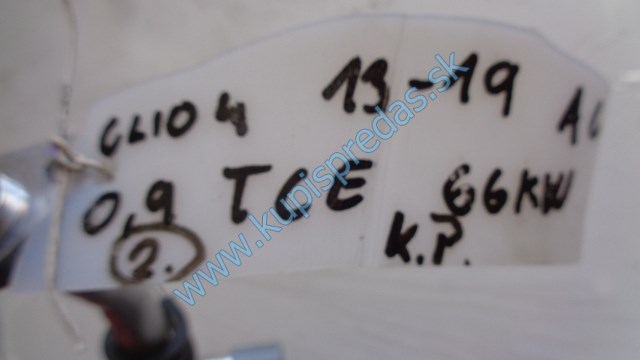 CLIO 4 13-19
0,9 TCE 66KW
2. K.P.
www.kupispredas.sk